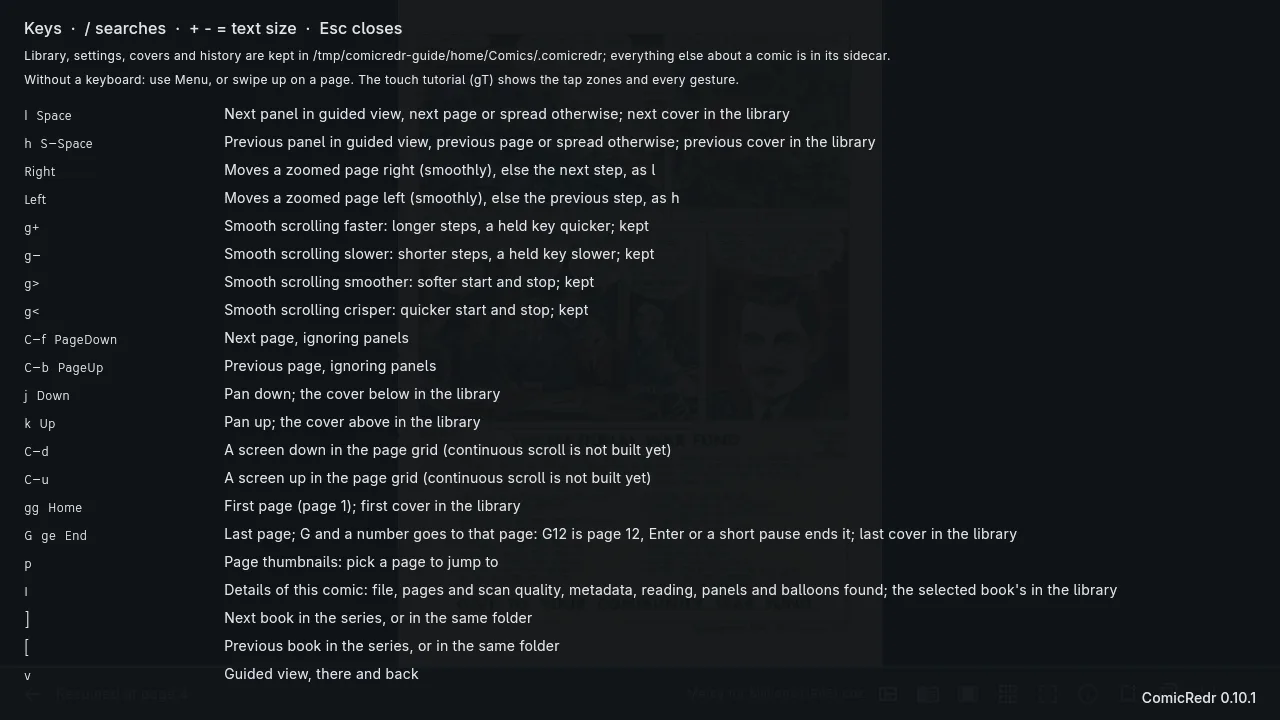 Keys · / searches · + - = text size · Esc closes
Library, settings, covers and history are kept in /tmp/comicredr-guide/home/Comics/.comicredr; everything else about a comic is in its sidecar.
Without a keyboard: use Menu, or swipe up on a page. The touch tutorial (gT) shows the tap zones and every gesture.
l Space Next panel in guided view, next page or spread otherwise; next cover in the library
h S-Space Previous panel in guided view, previous page or spread otherwise; previous cover in the library
Right Moves a zoomed page right (smoothly), else the next step, as l
Left Moves a zoomed page left (smoothly), else the previous step, as h
g+ Smooth scrolling faster: longer steps, a held key quicker; kept
g- Smooth scrolling slower: shorter steps, a held key slower; kept
g> Smooth scrolling smoother: softer start and stop; kept
g< Smooth scrolling crisper: quicker start and stop; kept
C-f PageDown Next page, ignoring panels
C-b PageUp Previous page, ignoring panels
j Down Pan down; the cover below in the library
k Up Pan up; the cover above in the library
C-d A screen down in the page grid (continuous scroll is not built yet)
C-u A screen up in the page grid (continuous scroll is not built yet)
gg Home First page (page 1); first cover in the library
G ge End Last page; G and a number goes to that page: G12 is page 12, Enter or a short pause ends it; last cover in the library
p Page thumbnails: pick a page to jump to
I Details of this comic: file, pages and scan quality, metadata, reading, panels and balloons found; the selected book's in the library
] Next book in the series, or in the same folder
[ Previous book in the series, or in the same folder
v Guided view, there and back
ComicRedr 0.10.1